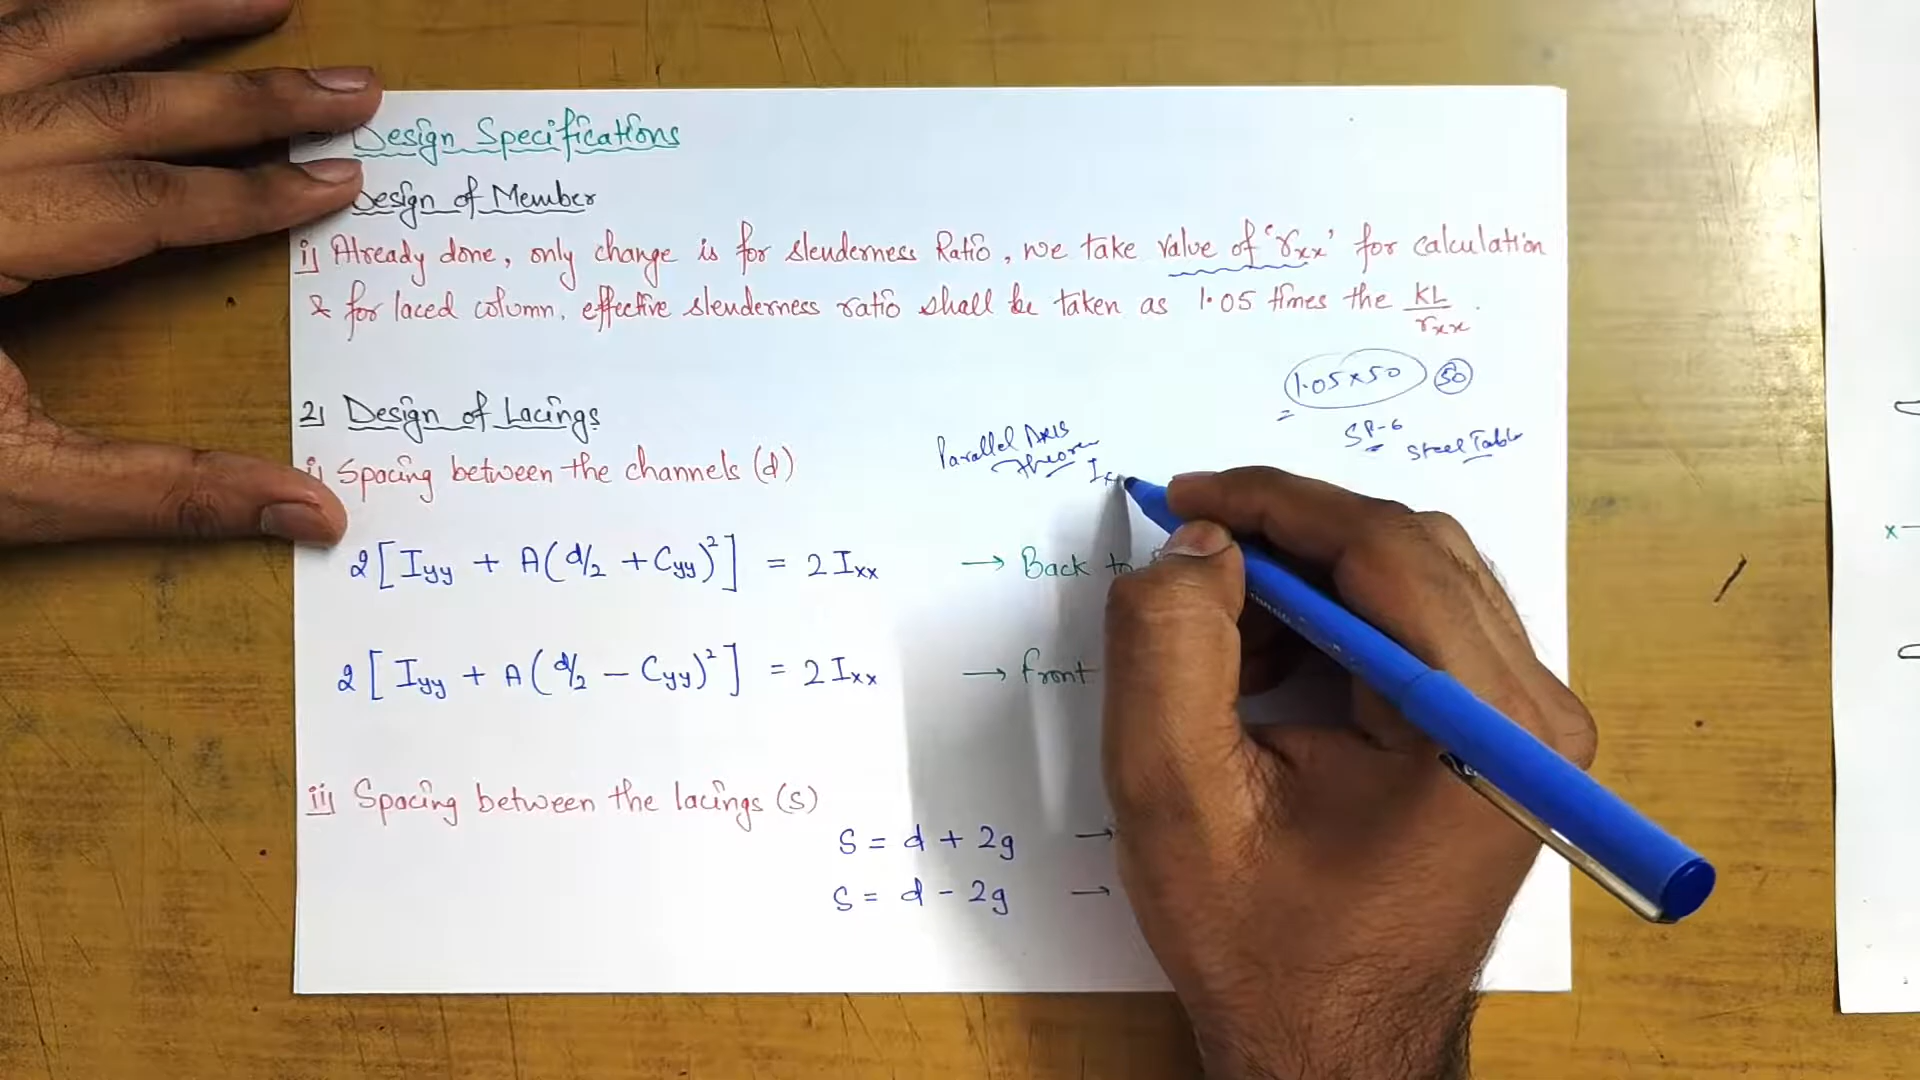 Design Specifications
Design of Member
i) Already done, only change is for slenderness Ratio, we take value of 'rxx' for calculation
& for laced column, effective slenderness ratio shall be taken as 1.05 times the KL/rxx.
1.05×50 50
=
SP-6
Steel Table
2) Design of Lacings
Parallel Axis
Theorem
i) Spacing between the channels (d)
2[Iyy + A(d/2 + Cyy)²] = 2Ixx → Back to
2[Iyy + A(d/2 - Cyy)²] = 2Ixx → front
ii) Spacing between the lacings (s)
S = d + 2g →
S = d - 2g →
x